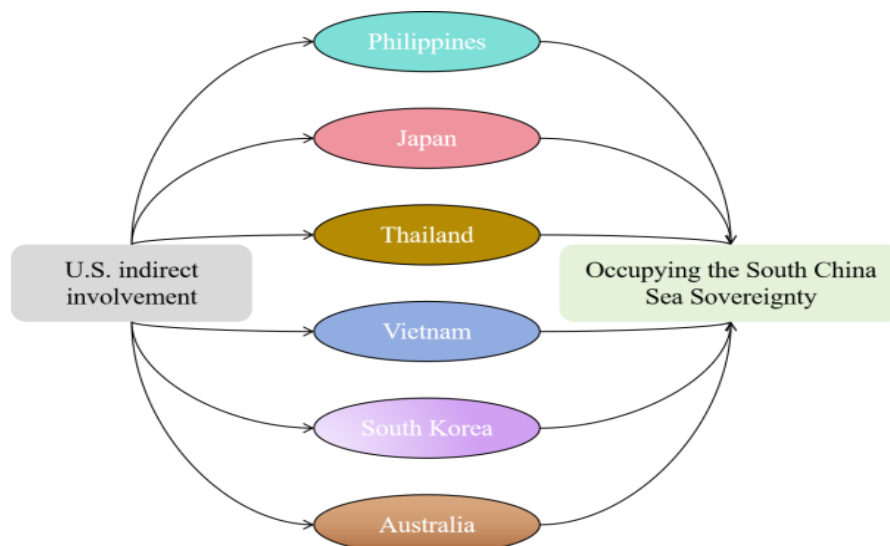 Philippines
Japan
Thailand
U.S. indirect
involvement
Occupying the South China
Sea Sovereignty
Vietnam
South Korea
Australia